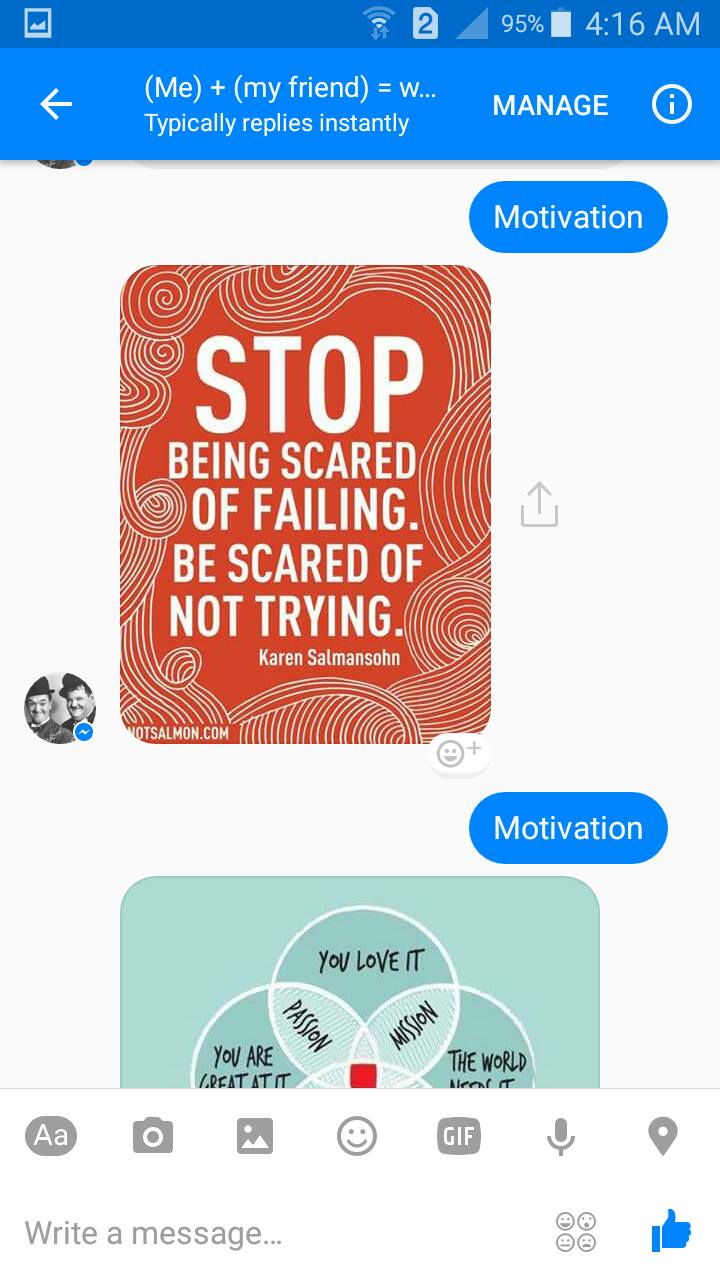 2 95% 4:16 AM
(Me) + (my friend) = w...
Typically replies instantly
MANAGE
Motivation
STOP
BEING SCARED
OF FAILING.
BE SCARED OF
NOT TRYING.
Karen Salmansohn
NOTSALMON.COM
Motivation
YOU LOVE IT
PASSION
MISSION
YOU ARE
GREAT AT IT
THE WORLD
NEEDS IT
Aa
GIF
Write a message...